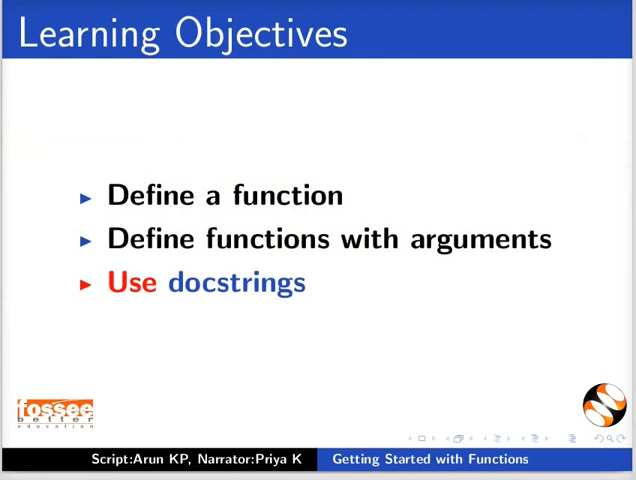 Learning Objectives
Define a function
Define functions with arguments
Use docstrings
fossee
better
education
Script:Arun KP, Narrator:Priya K
Getting Started with Functions